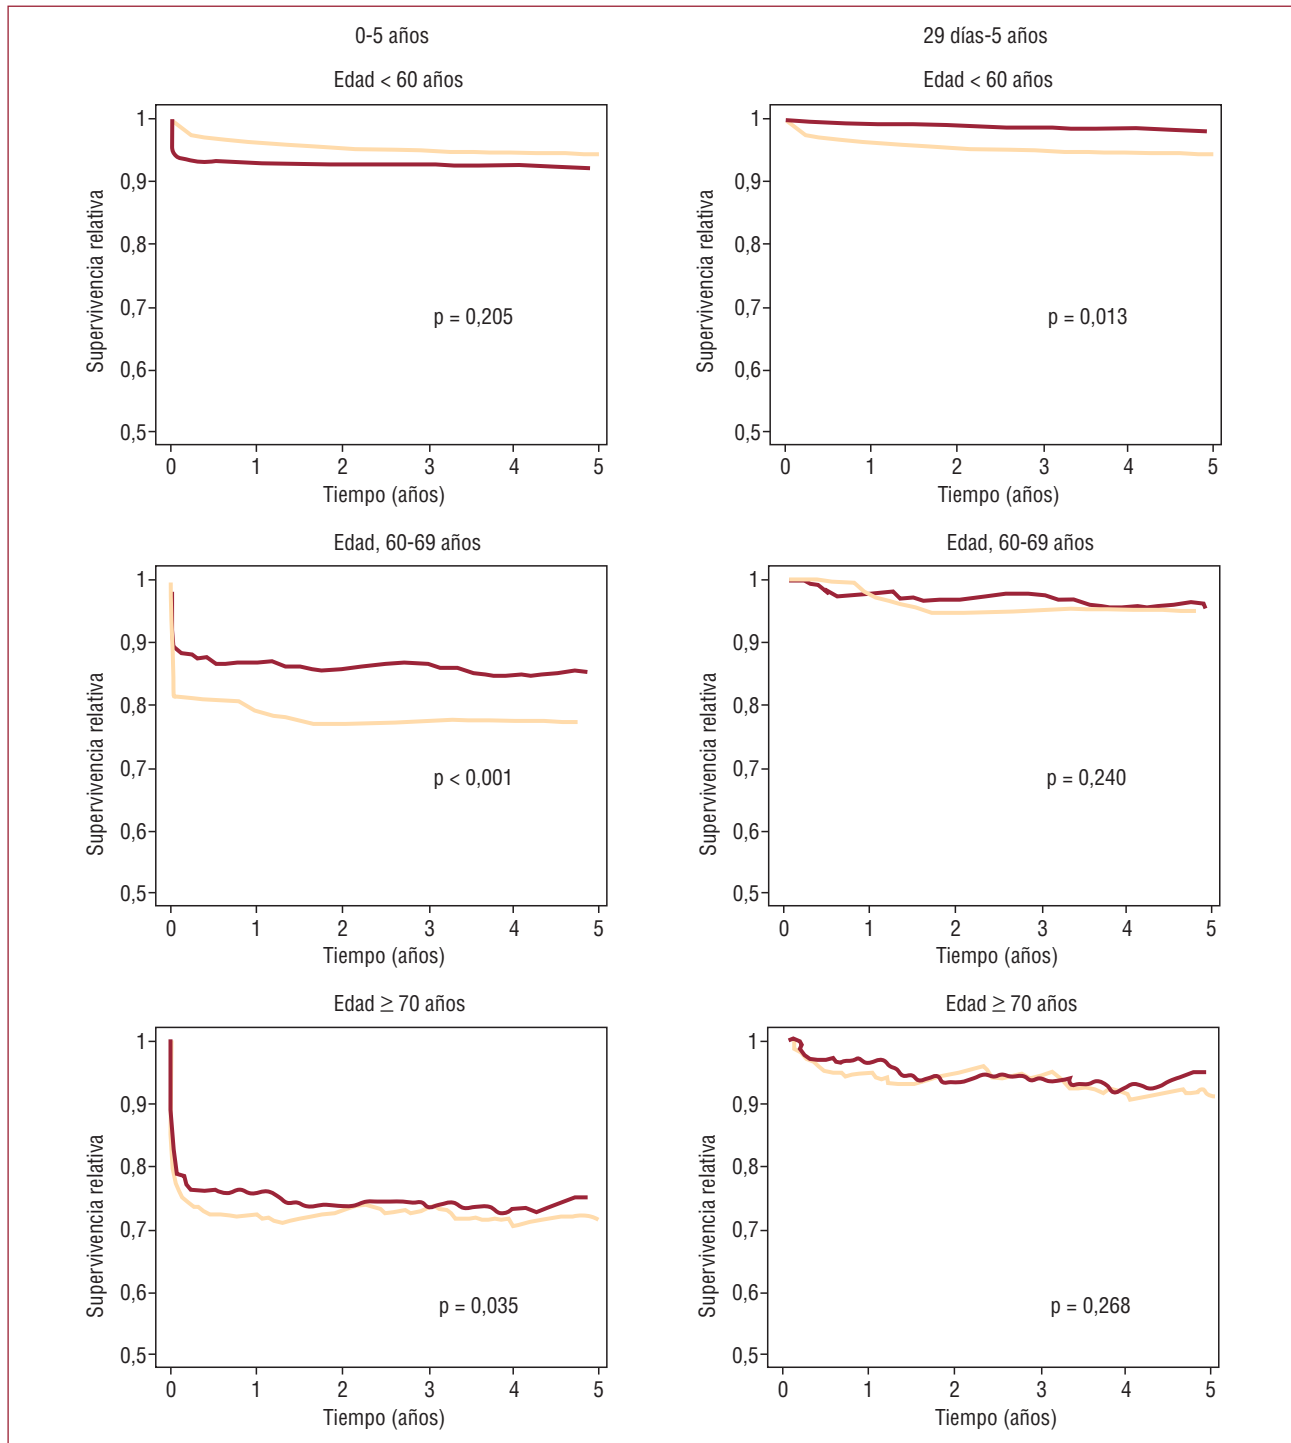 0-5 años
29 días-5 años
Edad < 60 años
Edad < 60 años
Supervivencia relativa
1
0,9
0,8
0,7
0,6
0,5
p = 0,205
0 1 2 3 4 5
Tiempo (años)
Supervivencia relativa
1
0,9
0,8
0,7
0,6
0,5
p = 0,013
0 1 2 3 4 5
Tiempo (años)
Edad, 60-69 años
Supervivencia relativa
1
0,9
0,8
0,7
0,6
0,5
p < 0,001
0 1 2 3 4 5
Tiempo (años)
Edad, 60-69 años
Supervivencia relativa
1
0,9
0,8
0,7
0,6
0,5
p = 0,240
0 1 2 3 4 5
Tiempo (años)
Edad ≥ 70 años
Supervivencia relativa
1
0,9
0,8
0,7
0,6
0,5
p = 0,035
0 1 2 3 4 5
Tiempo (años)
Edad ≥ 70 años
Supervivencia relativa
1
0,9
0,8
0,7
0,6
0,5
p = 0,268
0 1 2 3 4 5
Tiempo (años)